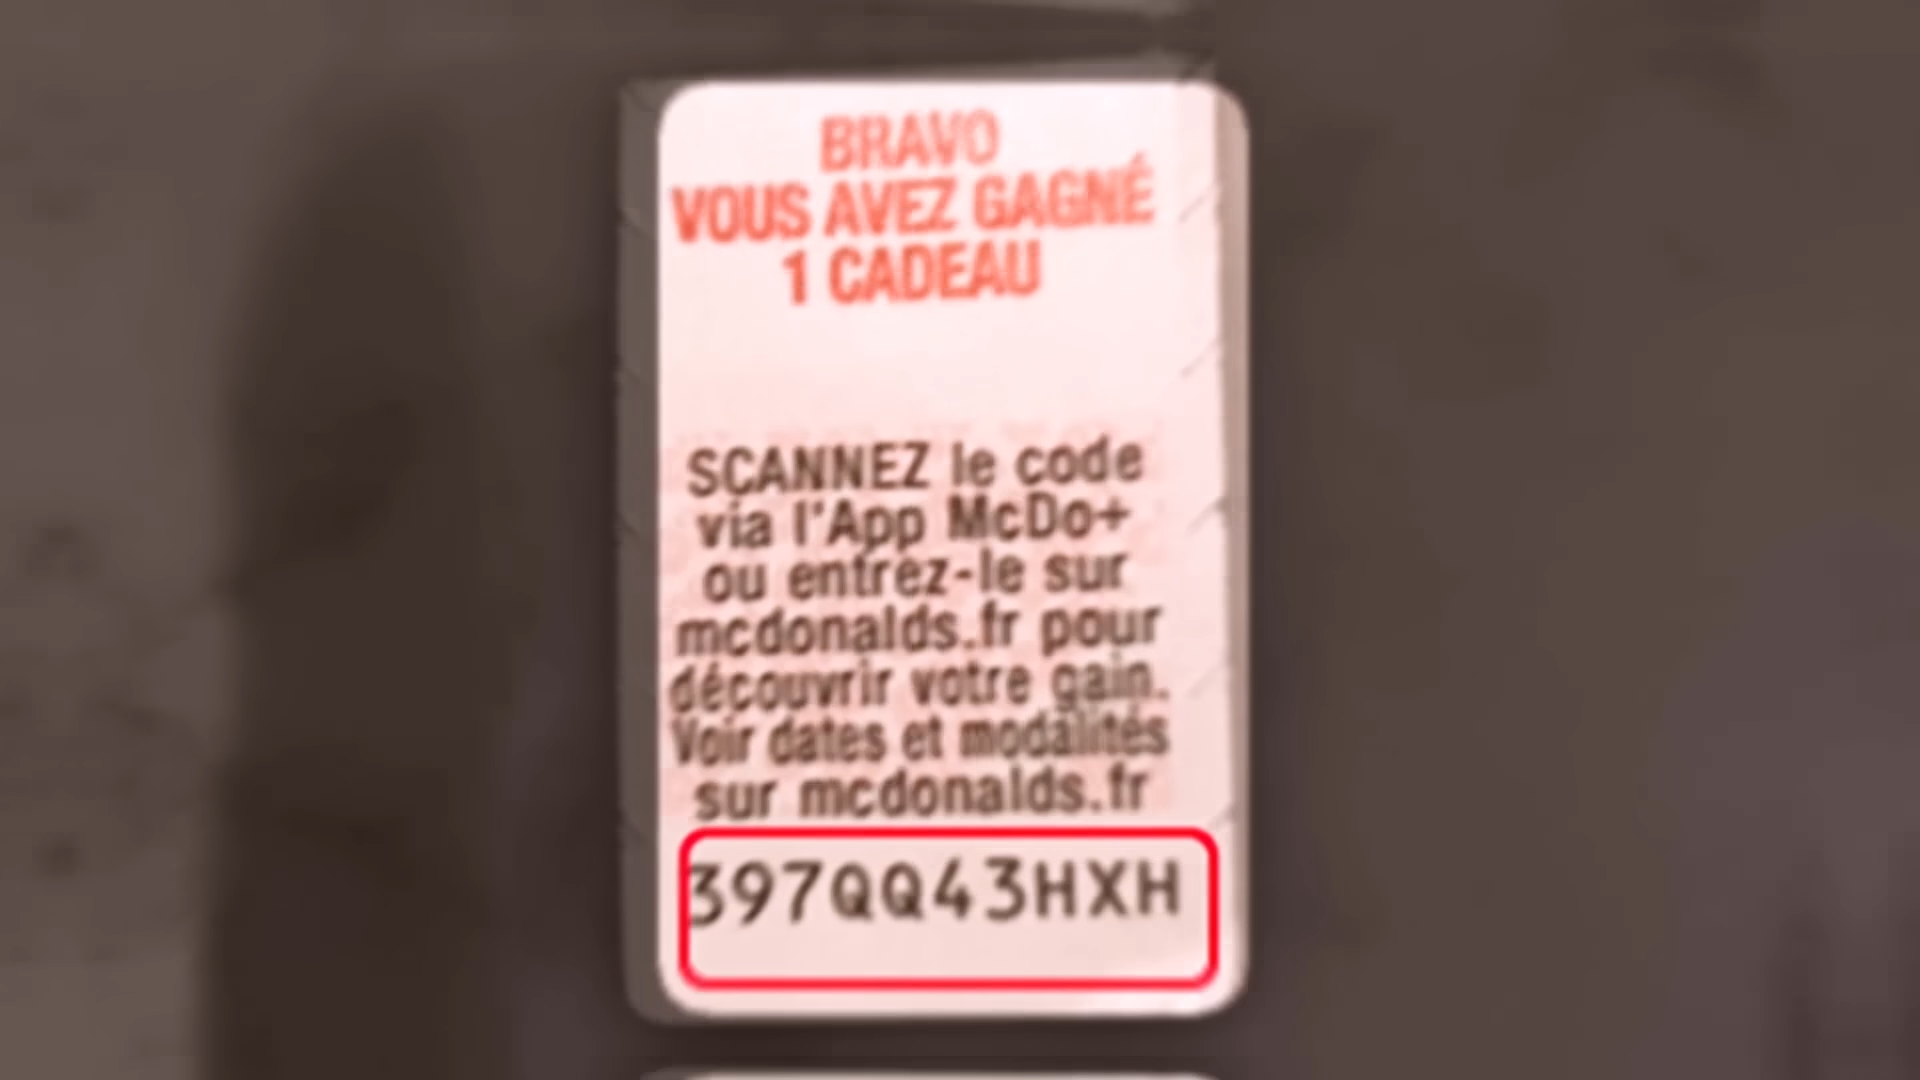 BRAVO
VOUS AVEZ GAGNÉ
1 CADEAU
SCANNEZ le code
via l'App McDo+
ou entrez-le sur
mcdonalds.fr pour
découvrir votre gain.
Voir dates et modalités
sur mcdonalds.fr
397QQ43HXH